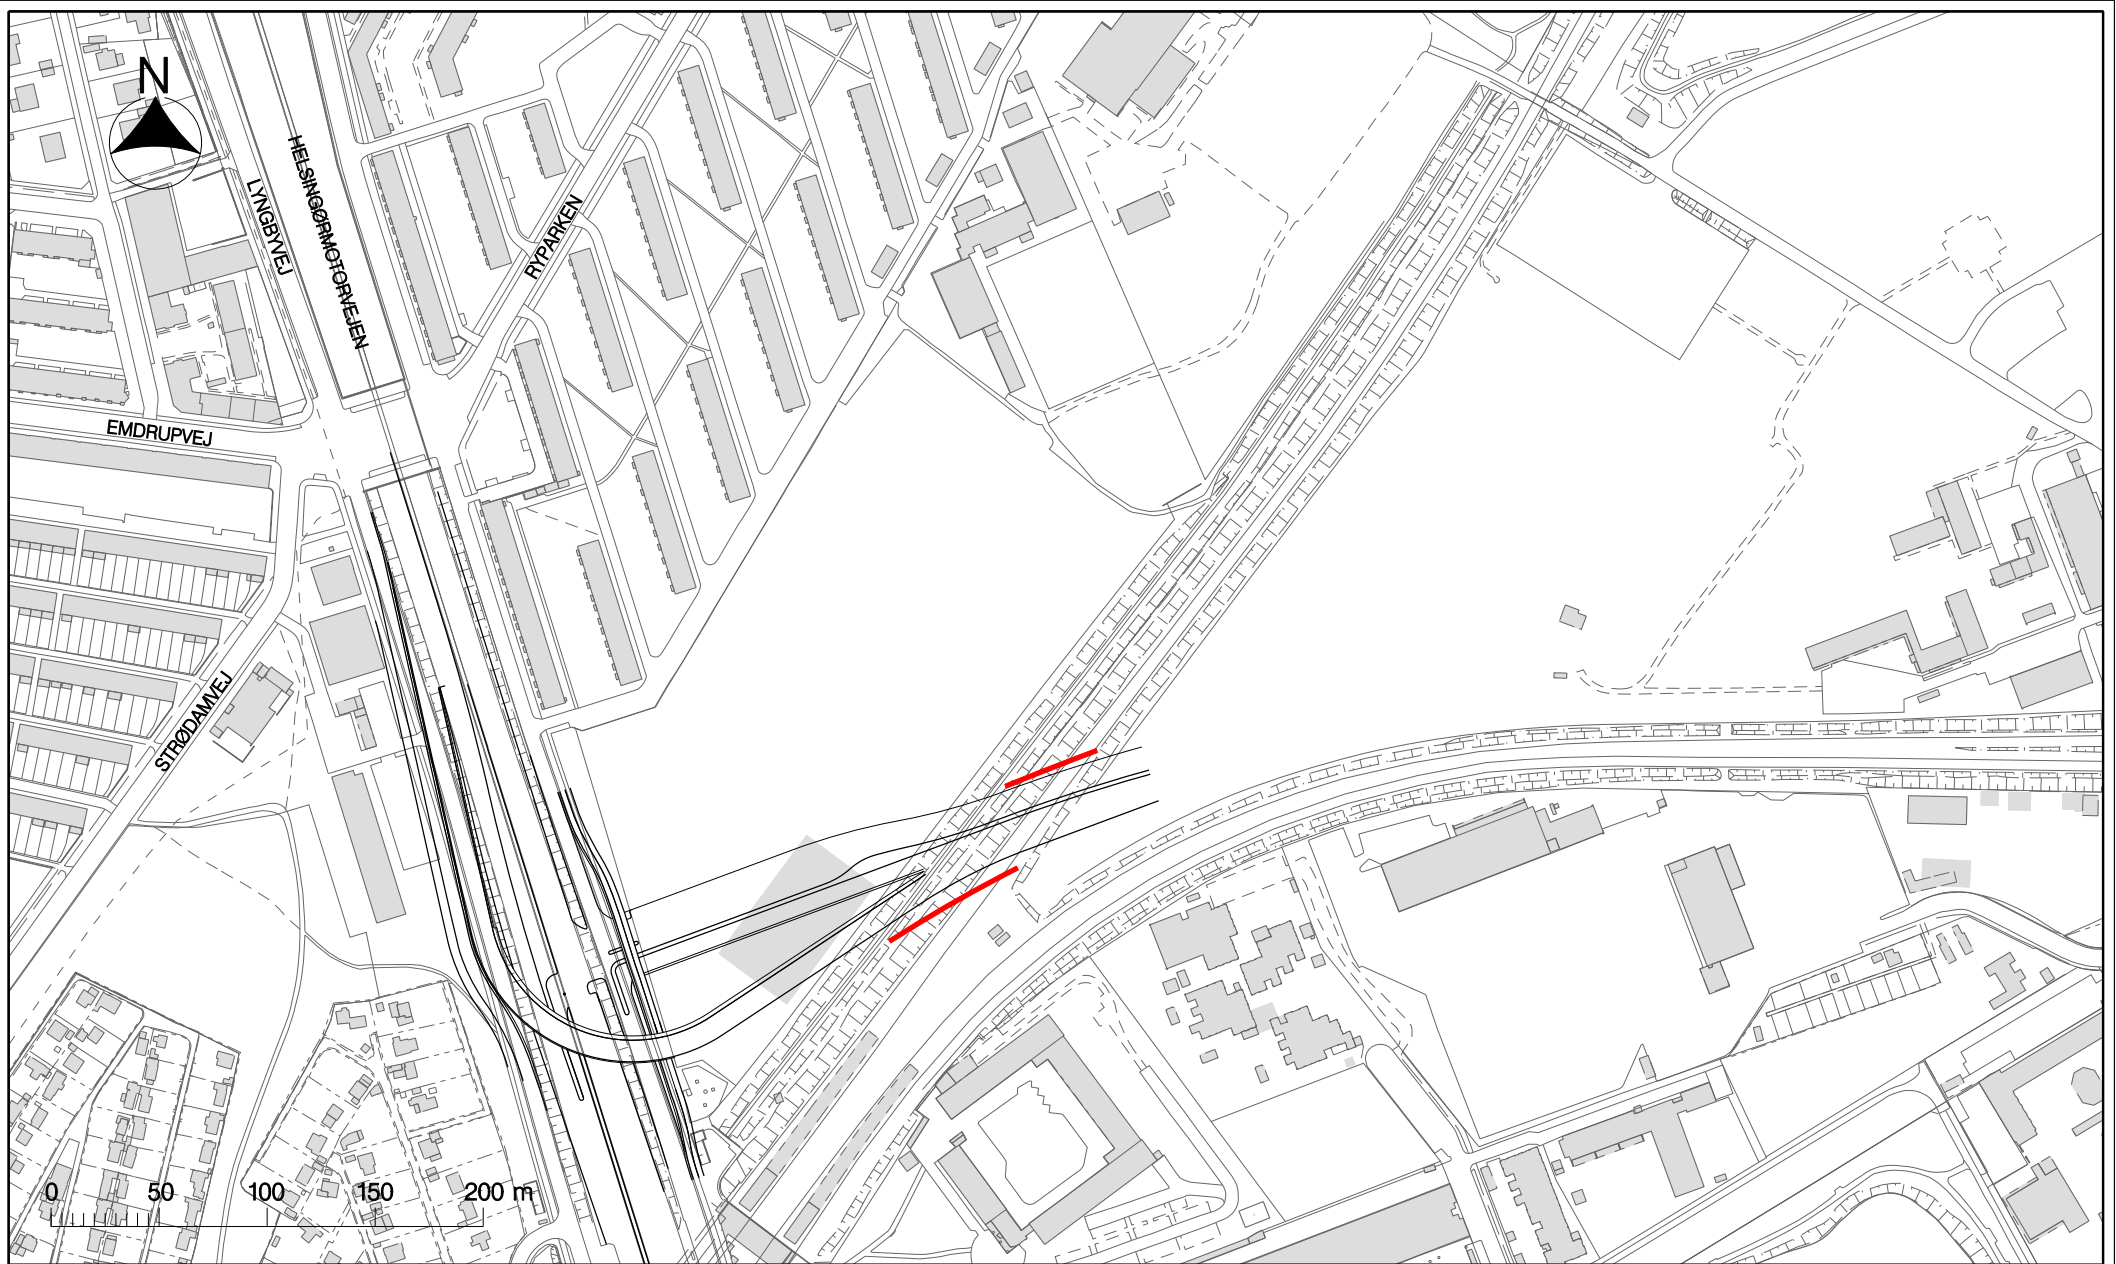 N
HELSINGØRMOTORVEJEN
LYNGBYVEJ
RYPARKEN
EMDRUPVEJ
STRØDAMVEJ
0 50 100 150 200 m